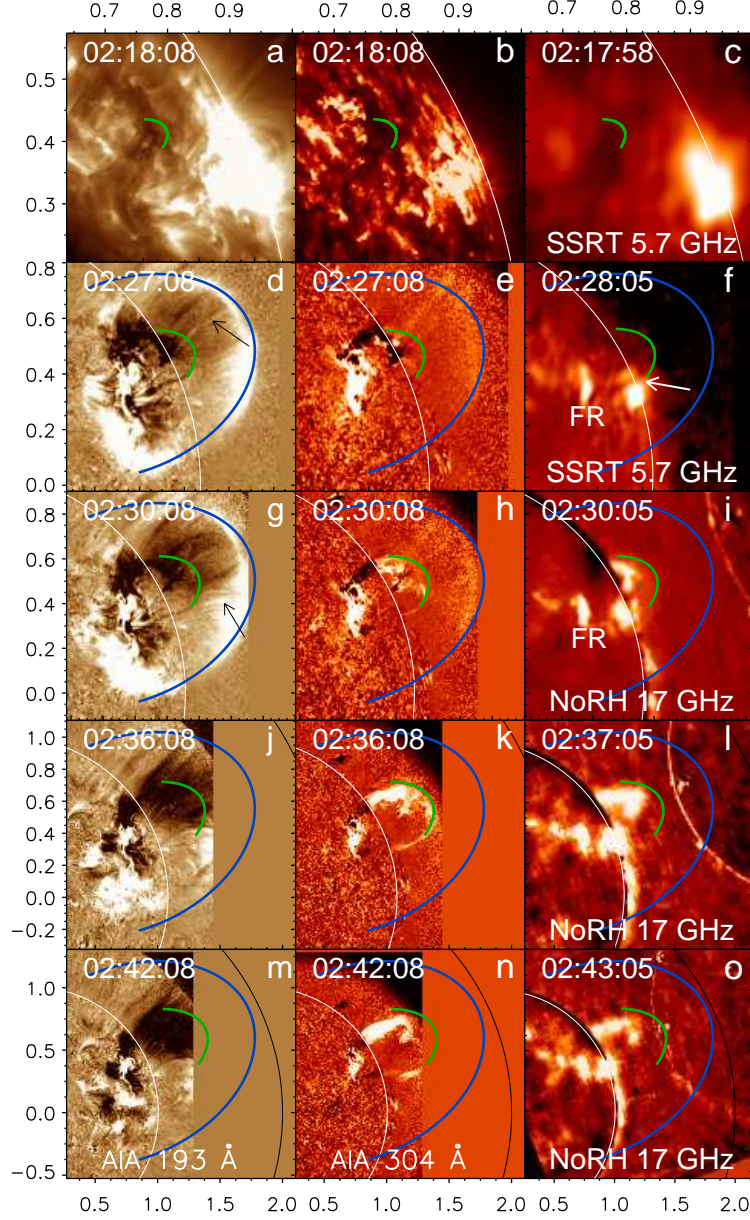 0.7 0.8 0.9 0.7 0.8 0.9 0.7 0.8 0.9
02:18:08 a 02:18:08 b 02:17:58 c
0.5
0.4
0.3
SSRT 5.7 GHz
0.8
02:27:08 d 02:27:08 e 02:28:05 f
0.6
0.4
FR
0.2
SSRT 5.7 GHz
0.0
0.8
02:30:08 g 02:30:08 h 02:30:05 i
0.6
0.4
FR
0.2
0.0
NoRH 17 GHz
1.0
02:36:08 j 02:36:08 k 02:37:05 l
0.8
0.6
0.4
0.2
0.0
−0.2
NoRH 17 GHz
02:42:08 m 02:42:08 n 02:43:05 o
1.0
0.5
0.0
AIA 193 Å AIA 304 Å NoRH 17 GHz
−0.5
0.5 1.0 1.5 2.0 0.5 1.0 1.5 2.0 0.5 1.0 1.5 2.0